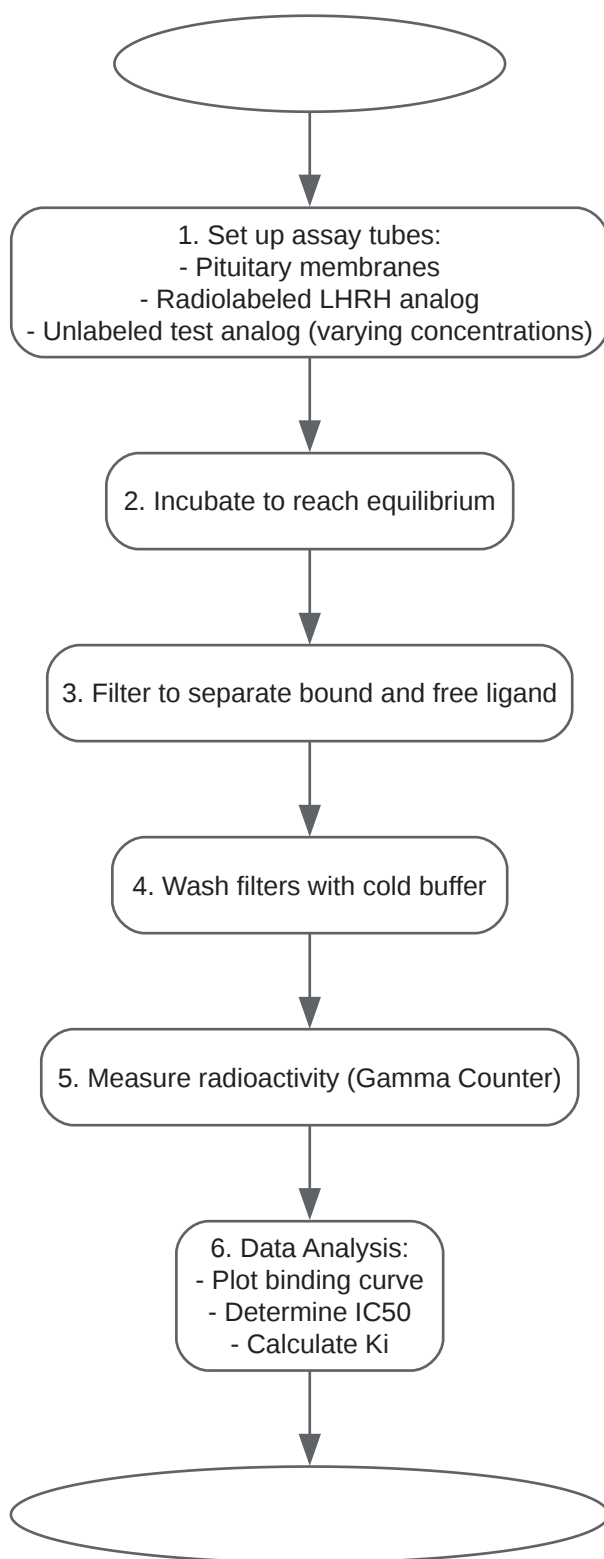 1. Set up assay tubes:
- Pituitary membranes
- Radiolabeled LHRH analog
- Unlabeled test analog (varying concentrations)
2. Incubate to reach equilibrium
3. Filter to separate bound and free ligand
4. Wash filters with cold buffer
5. Measure radioactivity (Gamma Counter)
6. Data Analysis:
- Plot binding curve
- Determine IC50
- Calculate Ki